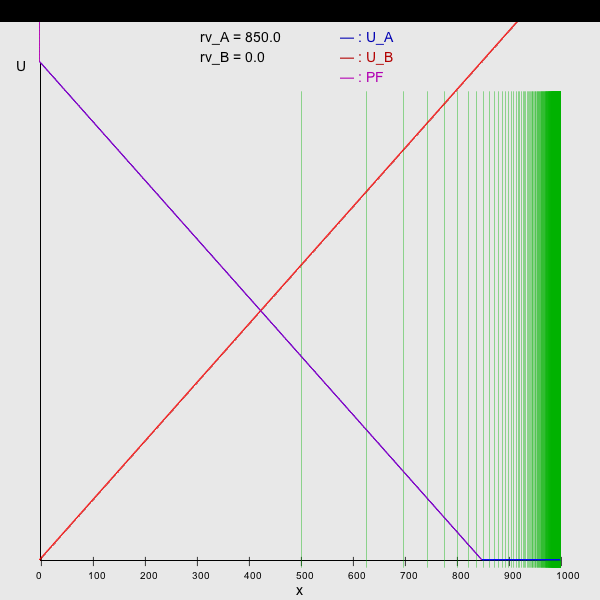 rv_A = 850.0
rv_B = 0.0
— : U_A
— : U_B
— : PF
U
0 100 200 300 400 500 600 700 800 900 1000
x